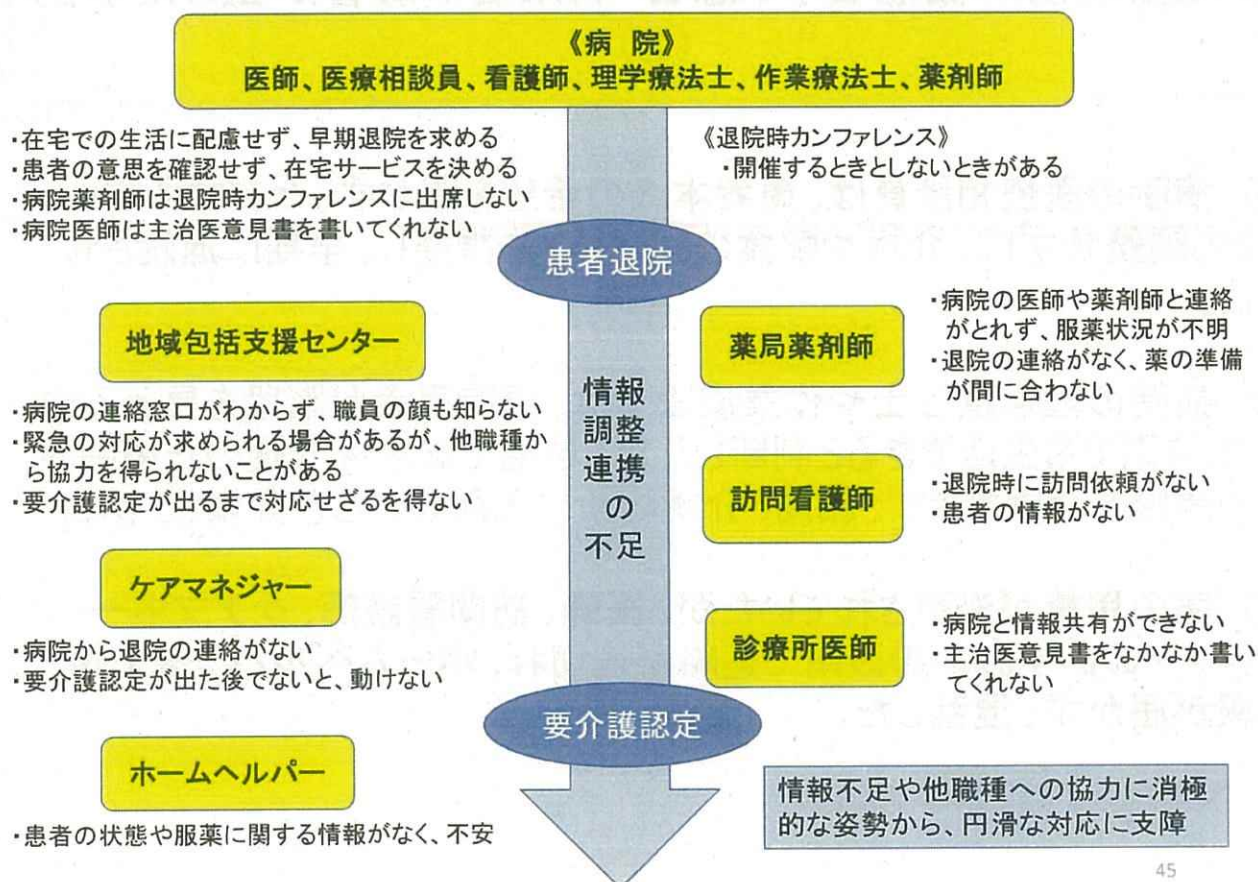 《病 院》
医師、医療相談員、看護師、理学療法士、作業療法士、薬剤師
・在宅での生活に配慮せず、早期退院を求める
・患者の意思を確認せず、在宅サービスを決める
・病院薬剤師は退院時カンファレンスに出席しない
・病院医師は主治医意見書を書いてくれない
《退院時カンファレンス》
・開催するときとしないときがある
患者退院
地域包括支援センター
・病院の連絡窓口がわからず、職員の顔も知らない
・緊急の対応が求められる場合があるが、他職種か
ら協力を得られないことがある
・要介護認定が出るまで対応せざるを得ない
ケアマネジャー
・病院から退院の連絡がない
・要介護認定が出た後でないと、動けない
ホームヘルパー
・患者の状態や服薬に関する情報がなく、不安
情報
調整
連携
の
不足
薬局薬剤師
・病院の医師や薬剤師と連絡
がとれず、服薬状況が不明
・退院の連絡がなく、薬の準備
が間に合わない
訪問看護師
・退院時に訪問依頼がない
・患者の情報がない
診療所医師
・病院と情報共有ができない
・主治医意見書をなかなか書い
てくれない
要介護認定
情報不足や他職種への協力に消極
的な姿勢から、円滑な対応に支障
45